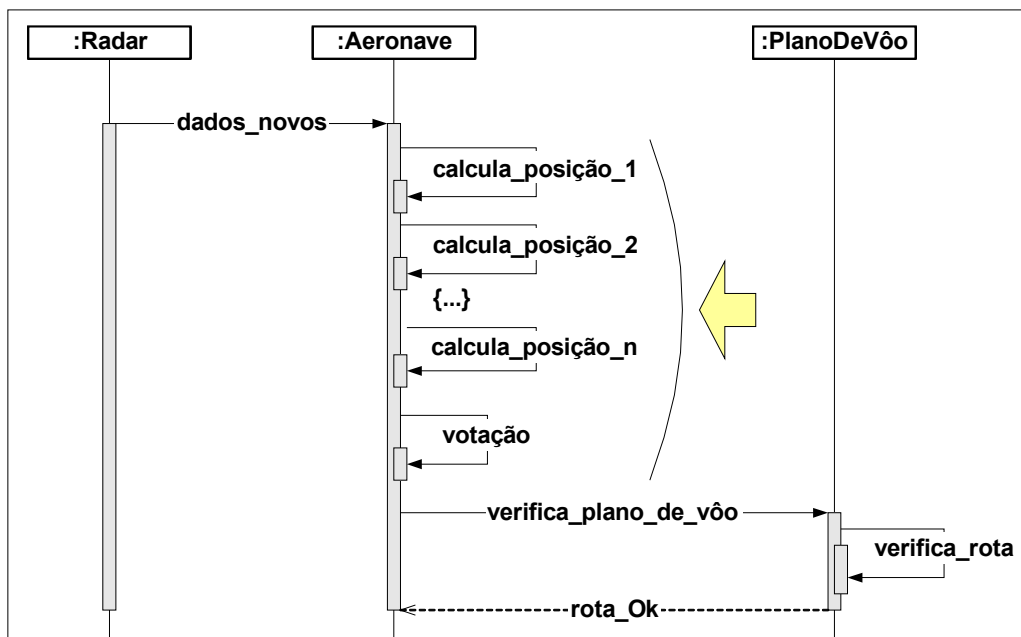 :Radar
:Aeronave
:PlanoDeVôo
dados_novos
calcula_posição_1
calcula_posição_2
{...}
calcula_posição_n
votação
verifica_plano_de_vôo
verifica_rota
rota_Ok